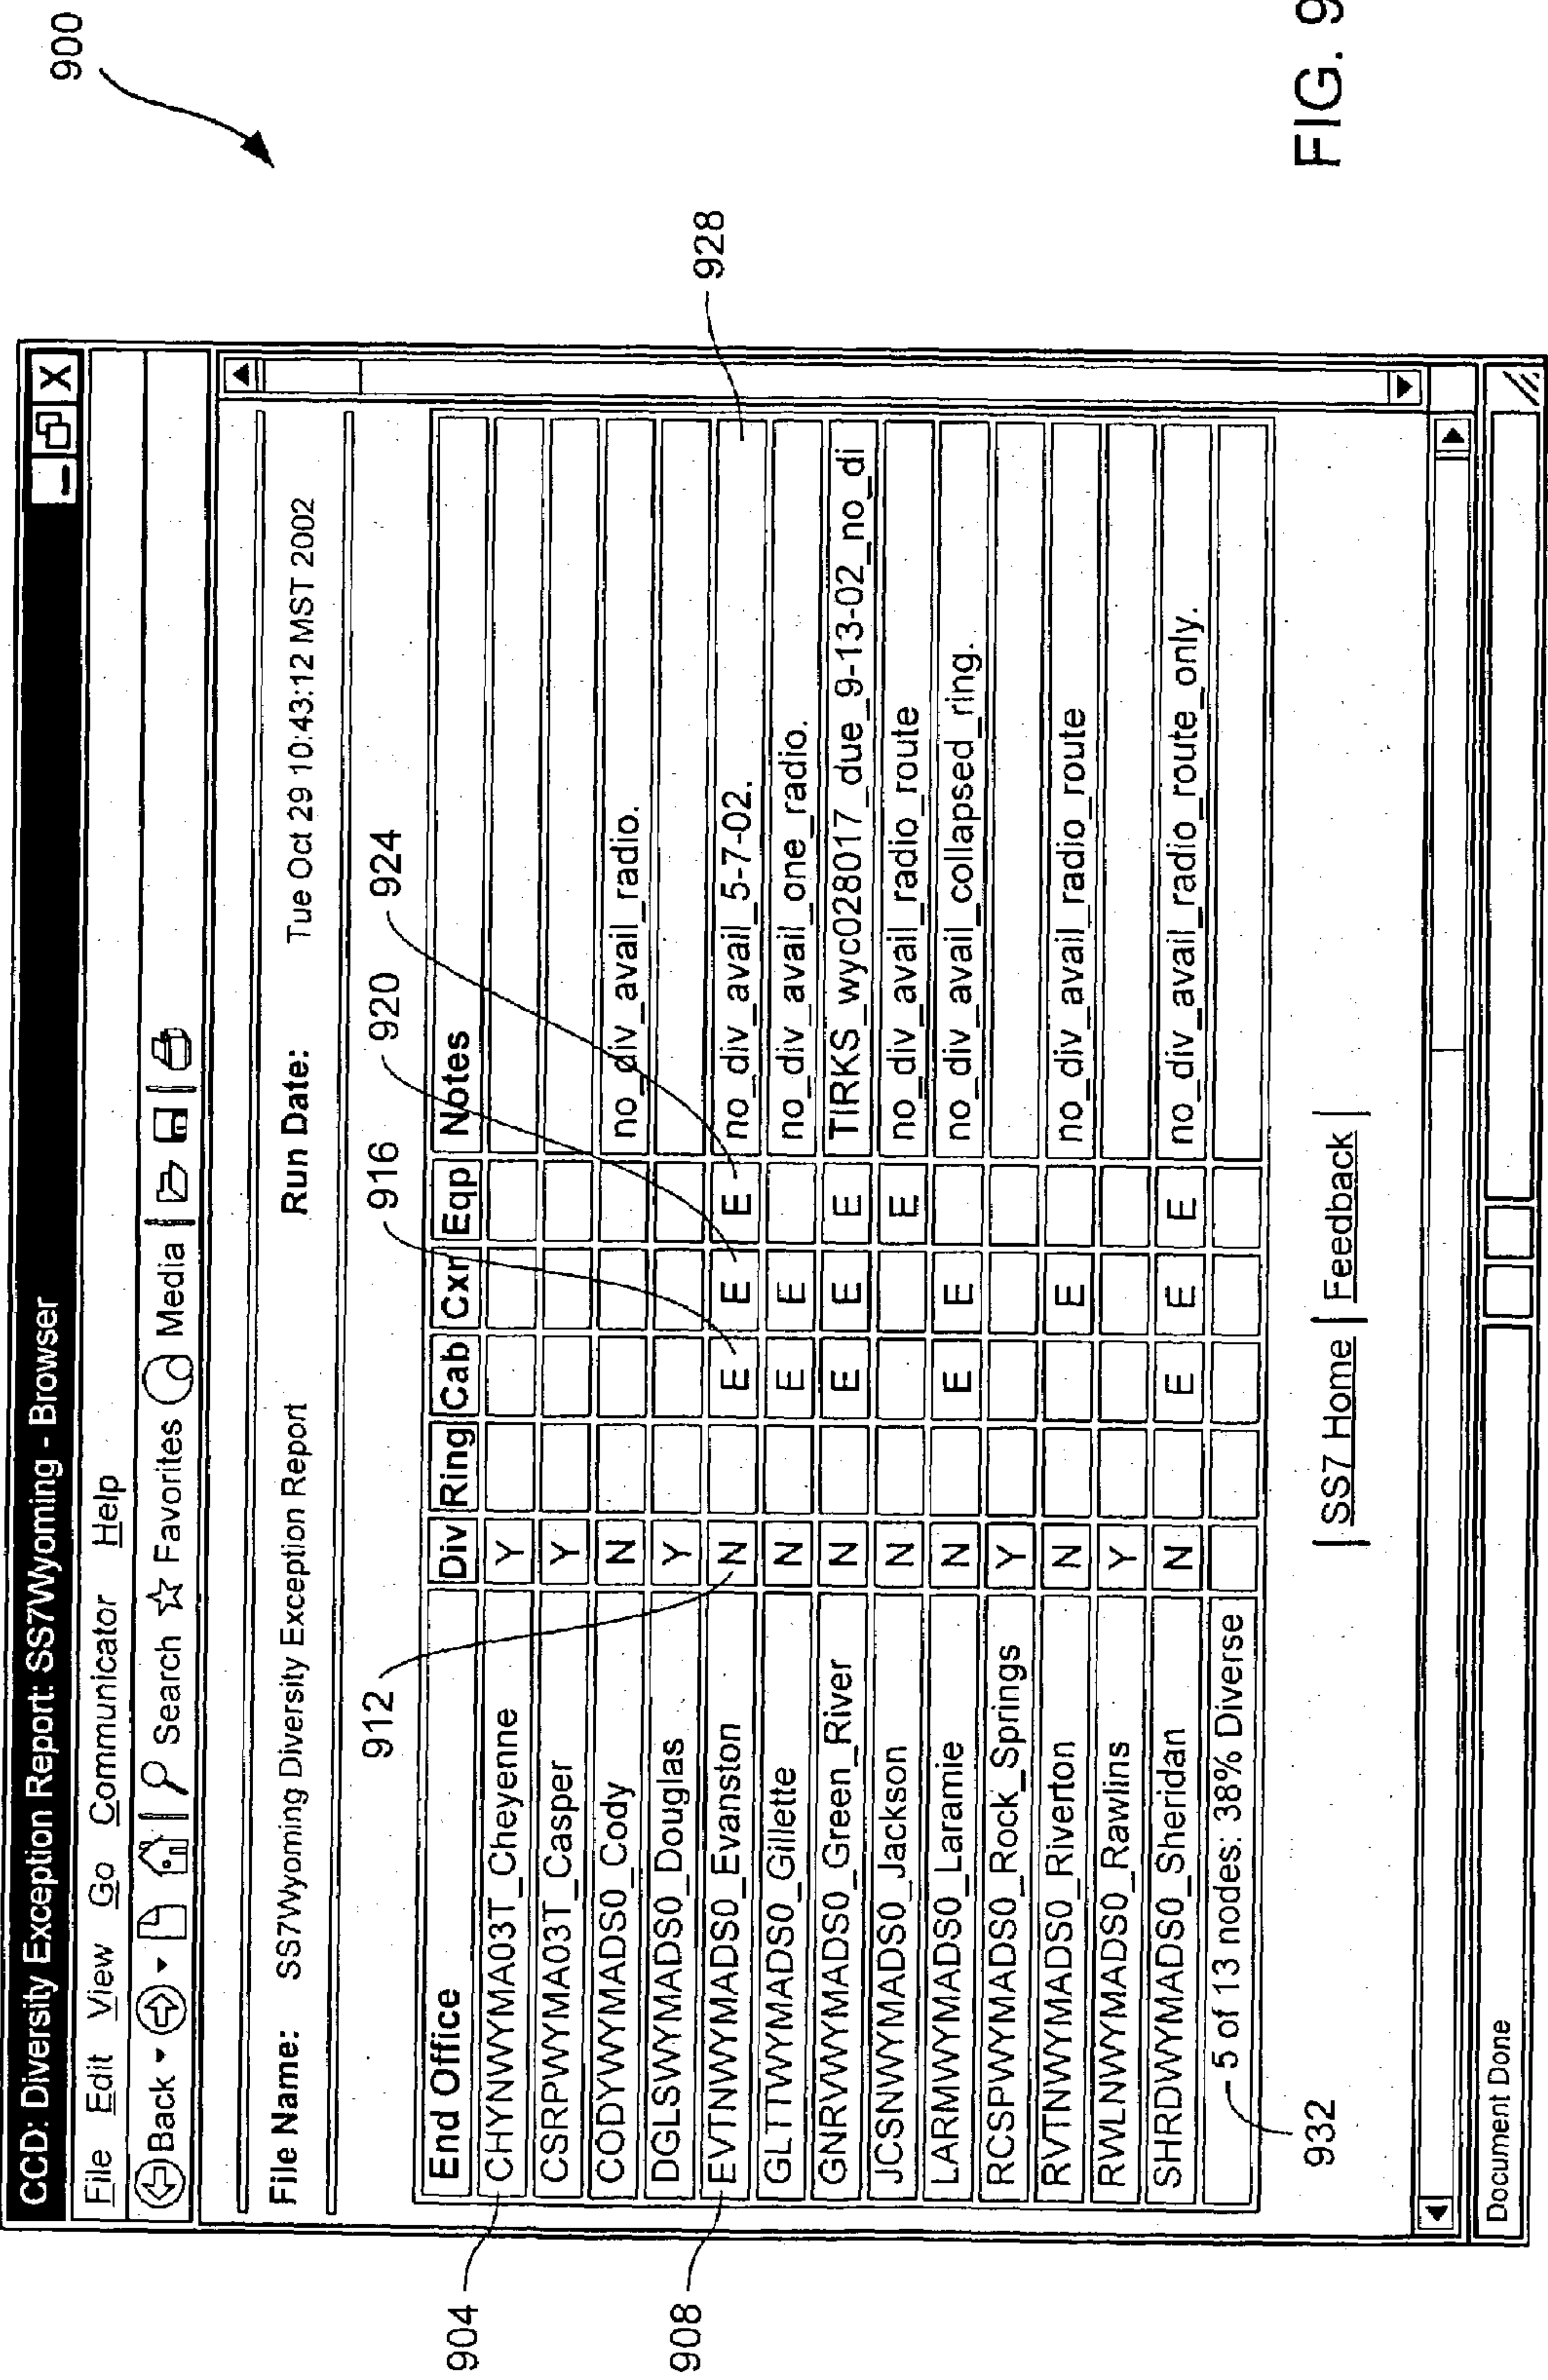 900
CCD: Diversity Exception Report: SS7Wyoming - Browser
_ X
File Edit View Go Communicator Help
Back Search Favorites Media
File Name: SS7Wyoming Diversity Exception Report Run Date: Tue Oct 29 10:43:12 MST 2002
912 916 920 924
End Office Div Ring Cab Cxr Eqp Notes
904 CHYNWYMA03T_Cheyenne Y
CSRPWYMA03T_Casper Y
CODYWYMADS0_Cody N no_div_avail_radio.
DGLSWYMADS0_Douglas Y
908 EVTNWYMADS0_Evanston N E E E no_div_avail_5-7-02. 928
GLTTWYMADS0_Gillette N E E no_div_avail_one_radio.
GNRVWYMADS0_Green_River N E E E TIRKS_wyc028017_due_9-13-02_no_di
JCSNWYMADS0_Jackson N E no_div_avail_radio_route
LARMWYMADS0_Laramie N E E no_div_avail_collapsed_ring.
RCSPWYMADS0_Rock_Springs Y
RVTNWYMADS0_Riverton N E no_div_avail_radio_route
RWLNWYMADS0_Rawlins Y
SHRDWYMADS0_Sheridan N E E E no_div_avail_radio_route_only.
5 of 13 nodes: 38% Diverse
932
| SS7 Home | Feedback |
Document Done
FIG. 9